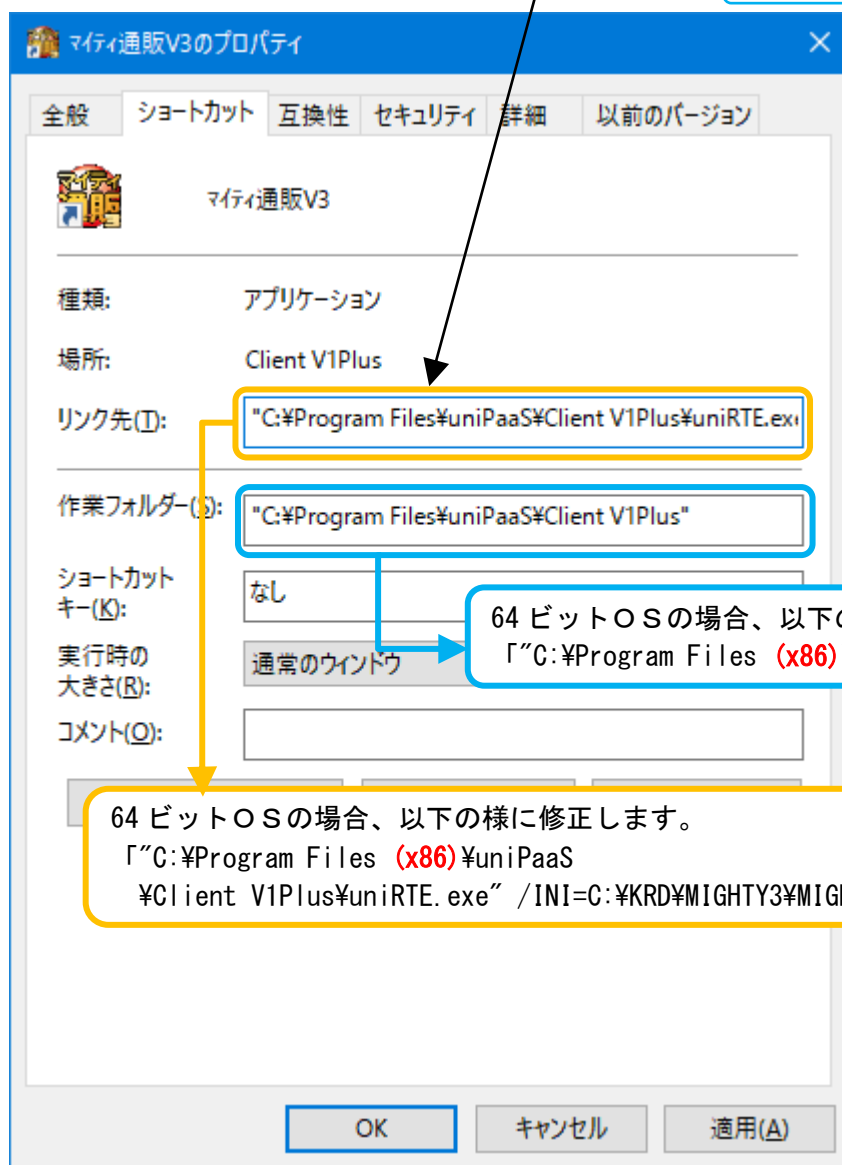 マイティ通販V3のプロパティ
全般 ショートカット 互換性 セキュリティ 詳細 以前のバージョン
マイティ通販V3
種類: アプリケーション
場所: Client V1Plus
リンク先(T): "C:¥Program Files¥uniPaaS¥Client V1Plus¥uniRTE.exe
作業フォルダー(S): "C:¥Program Files¥uniPaaS¥Client V1Plus"
ショートカット
キー(K): なし
64 ビットＯＳの場合、以下の
「"C:¥Program Files (x86)
実行時の
大きさ(R): 通常のウィンドウ
コメント(O):
64 ビットＯＳの場合、以下の様に修正します。
「"C:¥Program Files (x86)¥uniPaaS
¥Client V1Plus¥uniRTE.exe" /INI=C:¥KRD¥MIGHTY3¥MIG
OK キャンセル 適用(A)